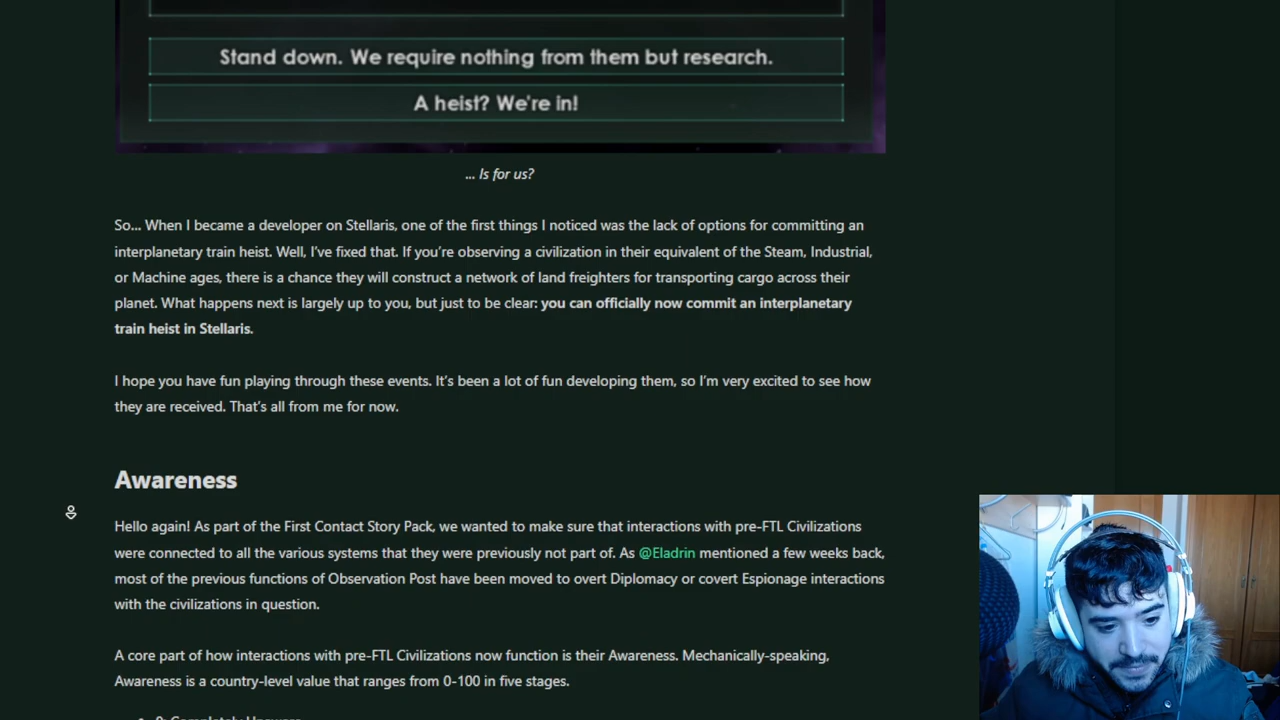 Stand down. We require nothing from them but research.
A heist? We're in!
... Is for us?
So... When I became a developer on Stellaris, one of the first things I noticed was the lack of options for committing an
interplanetary train heist. Well, I've fixed that. If you're observing a civilization in their equivalent of the Steam, Industrial,
or Machine ages, there is a chance they will construct a network of land freighters for transporting cargo across their
planet. What happens next is largely up to you, but just to be clear: you can officially now commit an interplanetary
train heist in Stellaris.
I hope you have fun playing through these events. It's been a lot of fun developing them, so I'm very excited to see how
they are received. That's all from me for now.
Awareness
Hello again! As part of the First Contact Story Pack, we wanted to make sure that interactions with pre-FTL Civilizations
were connected to all the various systems that they were previously not part of. As @Eladrin mentioned a few weeks back,
most of the previous functions of Observation Post have been moved to overt Diplomacy or covert Espionage interactions
with the civilizations in question.
A core part of how interactions with pre-FTL Civilizations now function is their Awareness. Mechanically-speaking,
Awareness is a country-level value that ranges from 0-100 in five stages.
0: Completely Unaware